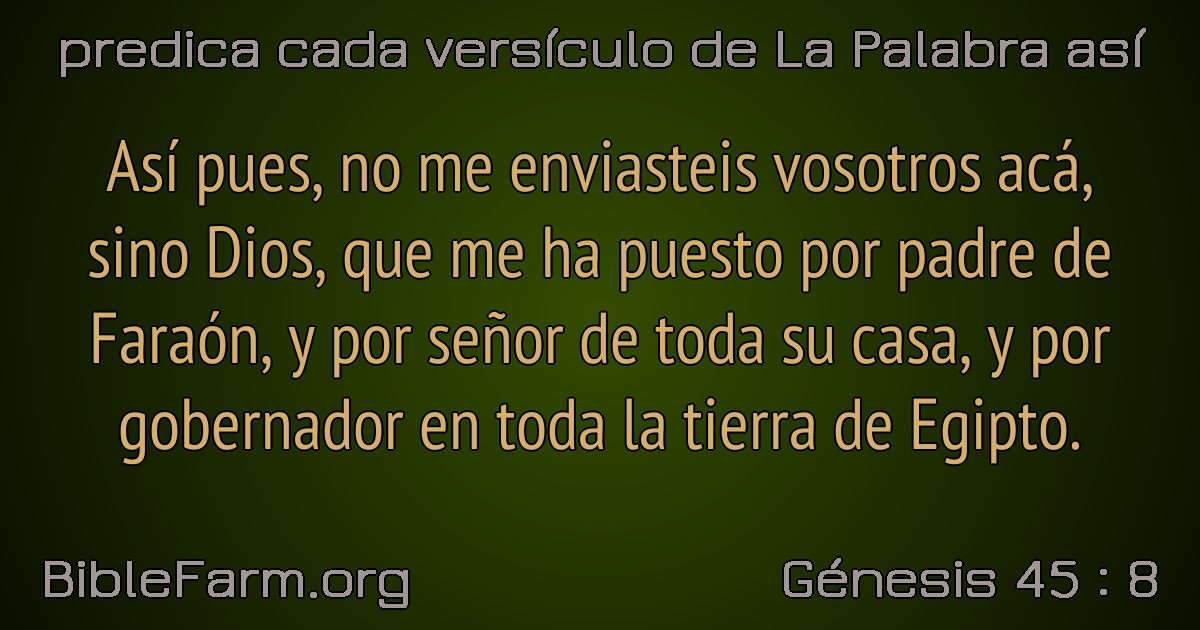 predica cada versículo de La Palabra así
Así pues, no me enviasteis vosotros acá,
sino Dios, que me ha puesto por padre de
Faraón, y por señor de toda su casa, y por
gobernador en toda la tierra de Egipto.
BibleFarm.org
Génesis 45 : 8